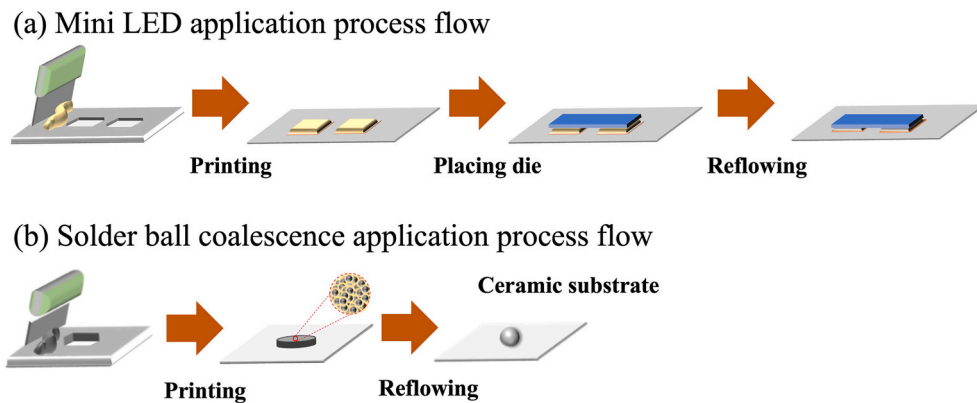 (a) Mini LED application process flow
Printing
Placing die
Reflowing
(b) Solder ball coalescence application process flow
Ceramic substrate
Printing
Reflowing